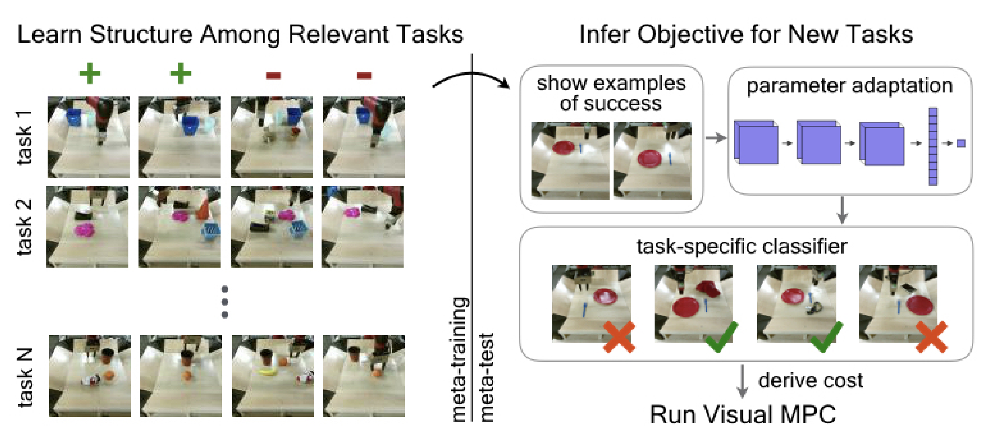 Learn Structure Among Relevant Tasks
+ + - -
task 1
task 2
task N
meta-training
meta-test
Infer Objective for New Tasks
show examples
of success
parameter adaptation
task-specific classifier
derive cost
Run Visual MPC